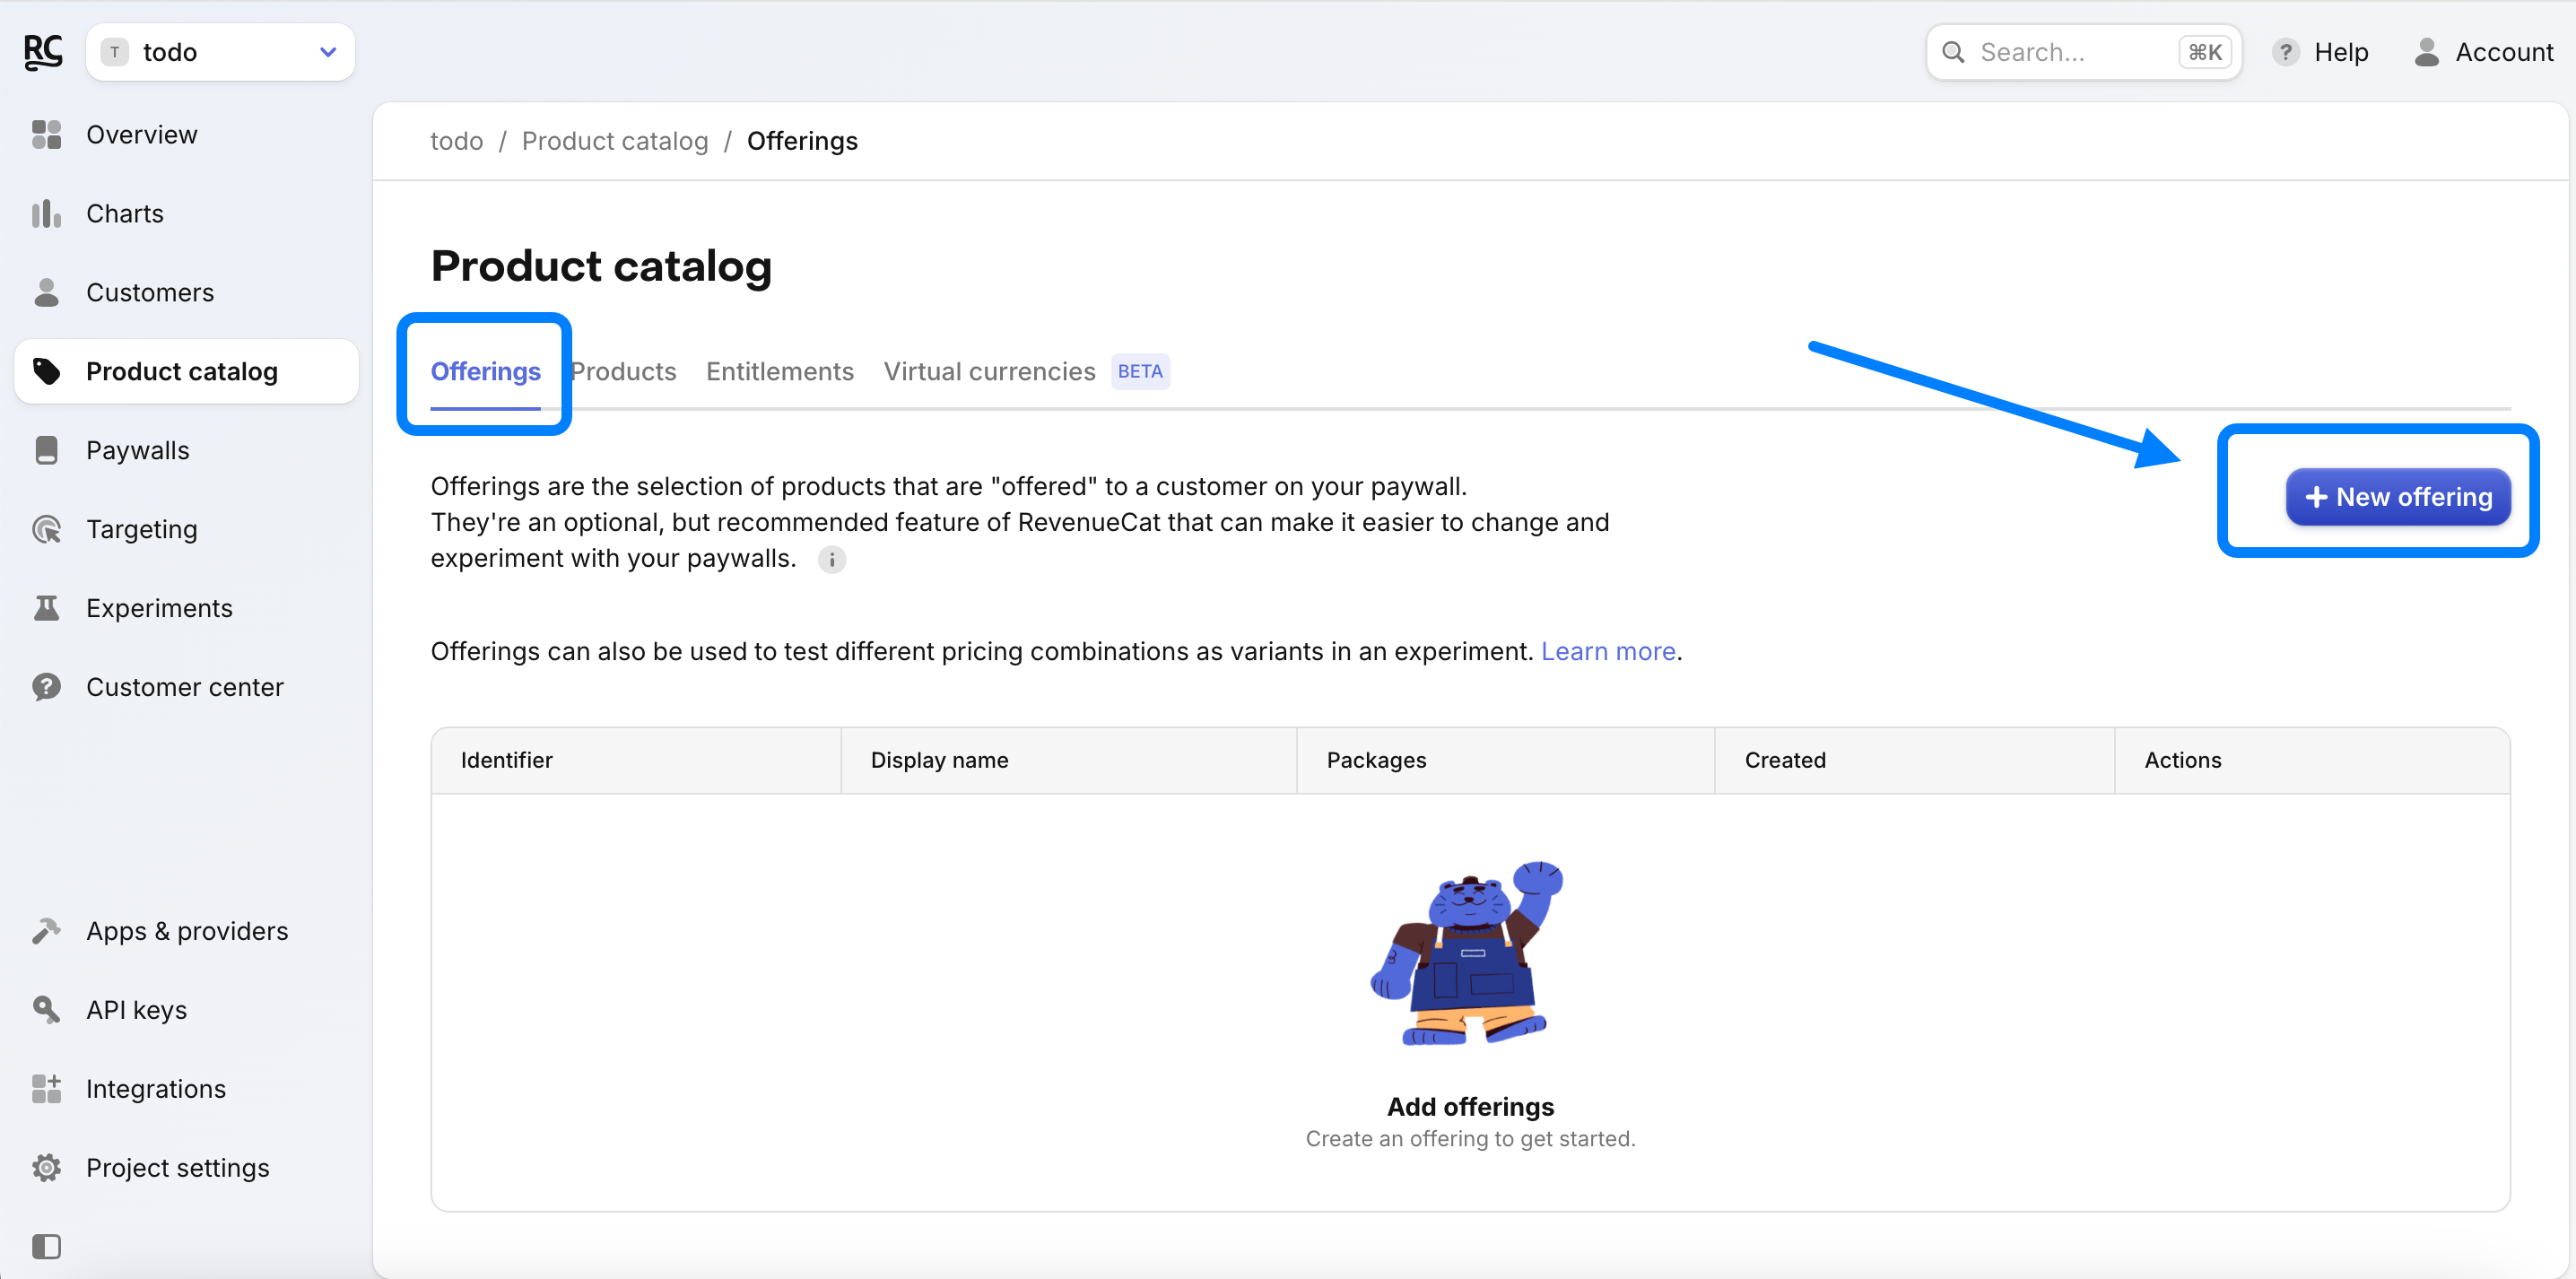 RC
T todo
Search... ⌘K
? Help
Account
Overview
Charts
Customers
Product catalog
Paywalls
Targeting
Experiments
Customer center
Apps & providers
API keys
Integrations
Project settings
todo / Product catalog / Offerings
Product catalog
Offerings Products Entitlements Virtual currencies BETA
Offerings are the selection of products that are "offered" to a customer on your paywall.
They're an optional, but recommended feature of RevenueCat that can make it easier to change and
experiment with your paywalls. i
+ New offering
Offerings can also be used to test different pricing combinations as variants in an experiment. Learn more.
Identifier Display name Packages Created Actions
Add offerings
Create an offering to get started.